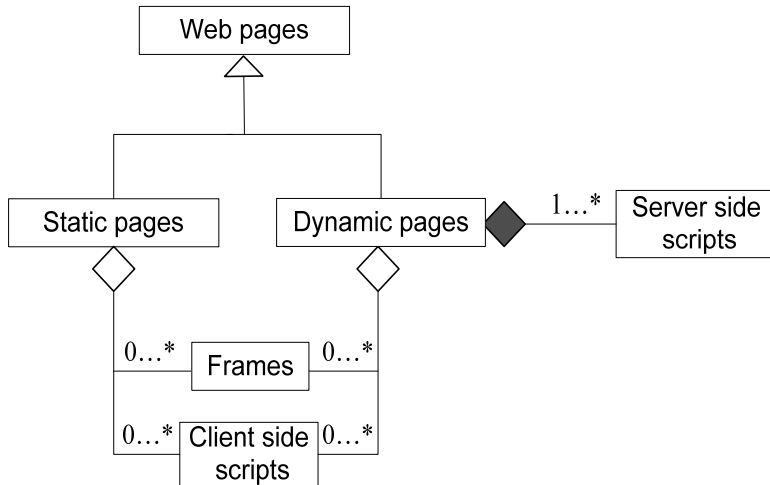 Web pages
Static pages
Dynamic pages
1...*
Server side
scripts
0...*
Frames
0...*
0...*
Client side
scripts
0...*